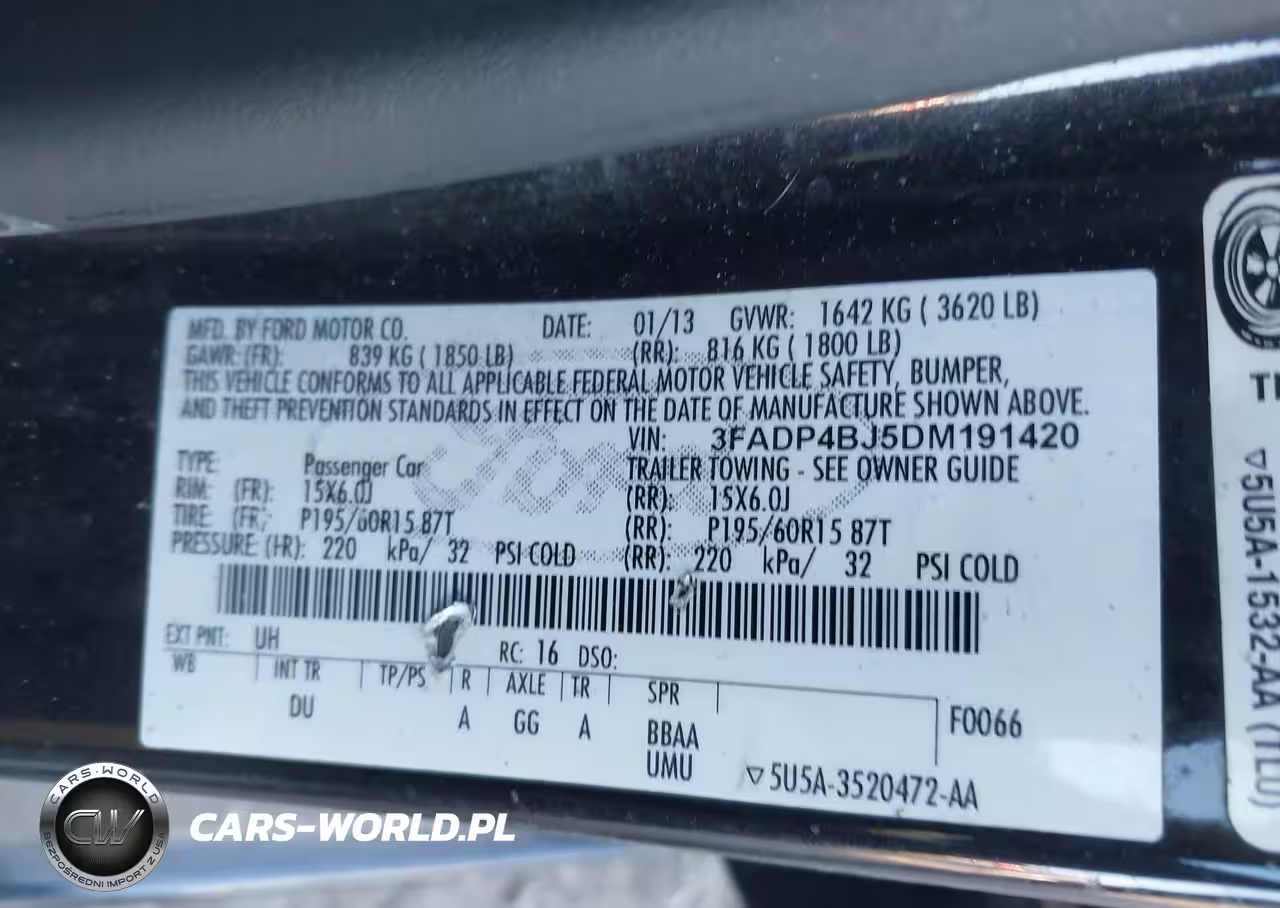 MFD. BY FORD MOTOR CO. DATE: 01/13 GVWR: 1642 KG ( 3620 LB)
GAWR: (FR): 839 KG ( 1850 LB) (RR): 816 KG ( 1800 LB)
THIS VEHICLE CONFORMS TO ALL APPLICABLE FEDERAL MOTOR VEHICLE SAFETY, BUMPER,
AND THEFT PREVENTION STANDARDS IN EFFECT ON THE DATE OF MANUFACTURE SHOWN ABOVE.
VIN: 3FADP4BJ5DM191420
TYPE: Passenger Car TRAILER TOWING - SEE OWNER GUIDE
RIM: (FR): 15X6.0J (RR): 15X6.0J
TIRE: (FR): P195/60R15 87T (RR): P195/60R15 87T
PRESSURE: (FR): 220 kPa/ 32 PSI COLD (RR): 220 kPa/ 32 PSI COLD
EXT PNT: UH RC: 16 DSO:
WB INT TR TP/PS R AXLE TR SPR
DU A GG A BBAA F0066
UMU ▽5U5A-3520472-AA
▽5U5A-1532-AA (TL0)
CARS-WORLD
CW
BEZPOŚREDNI IMPORT Z USA
CARS-WORLD.PL